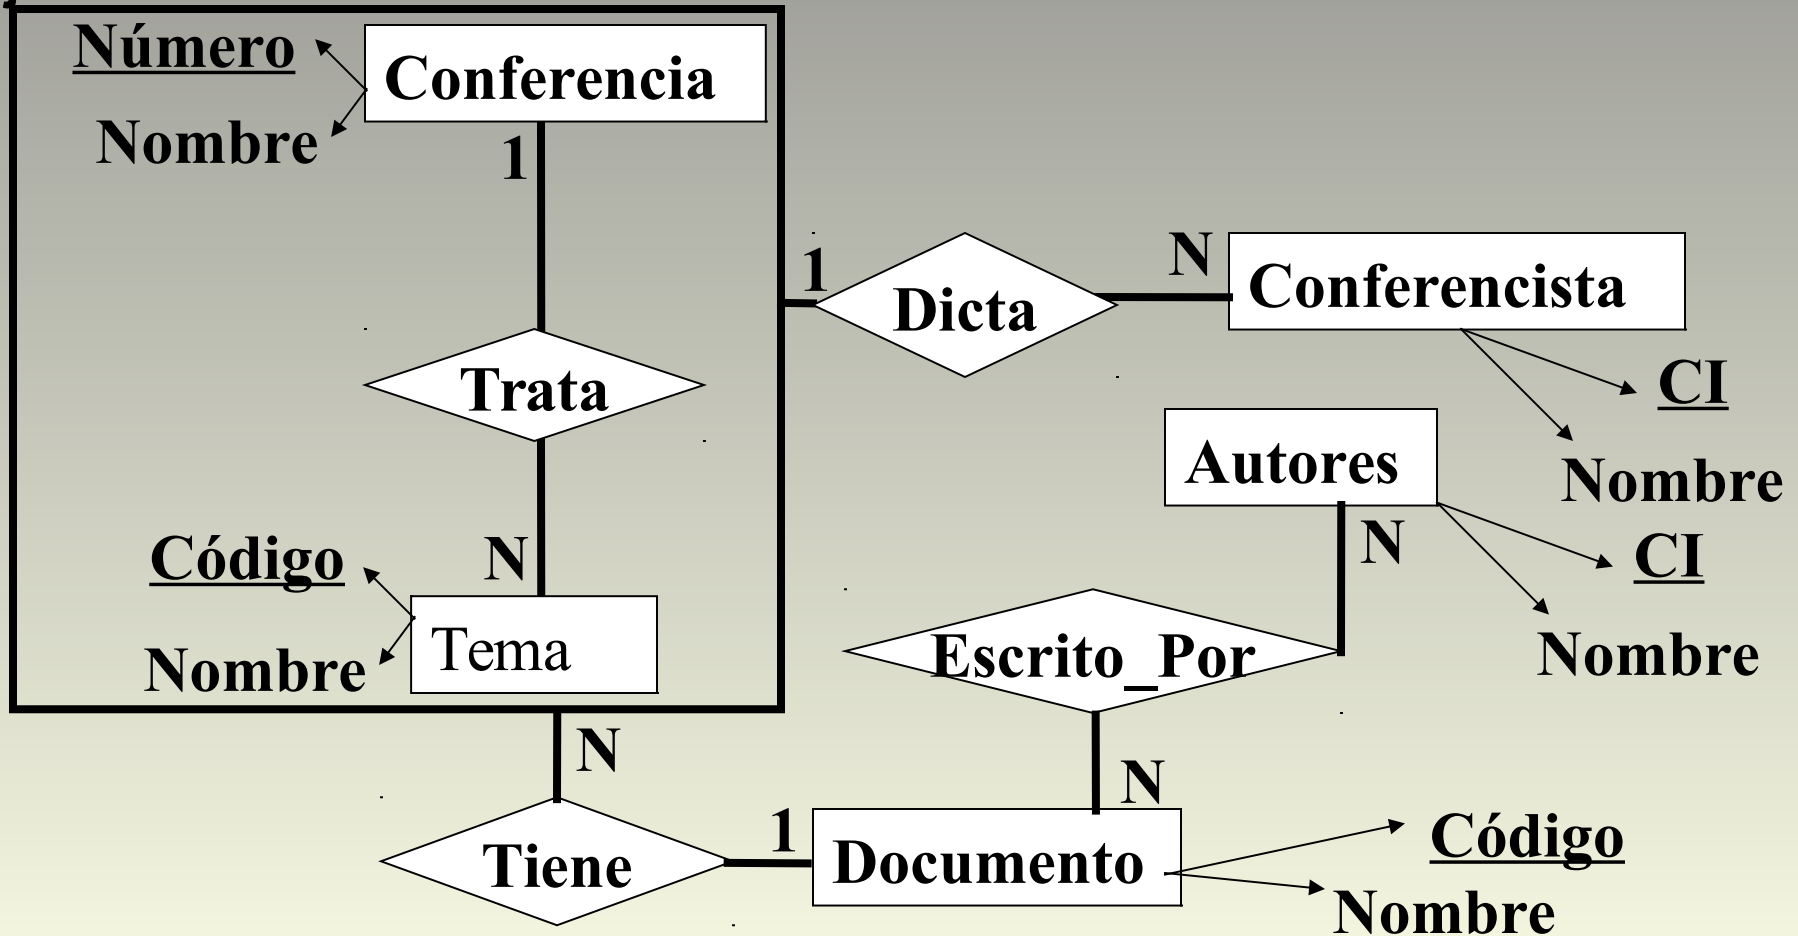 Número
Conferencia
Nombre
1
1
Dicta
N
Conferencista
Trata
CI
Nombre
Autores
N
CI
Nombre
Código
N
Tema
Nombre
Escrito_Por
N
N
Tiene
1
Documento
Código
Nombre